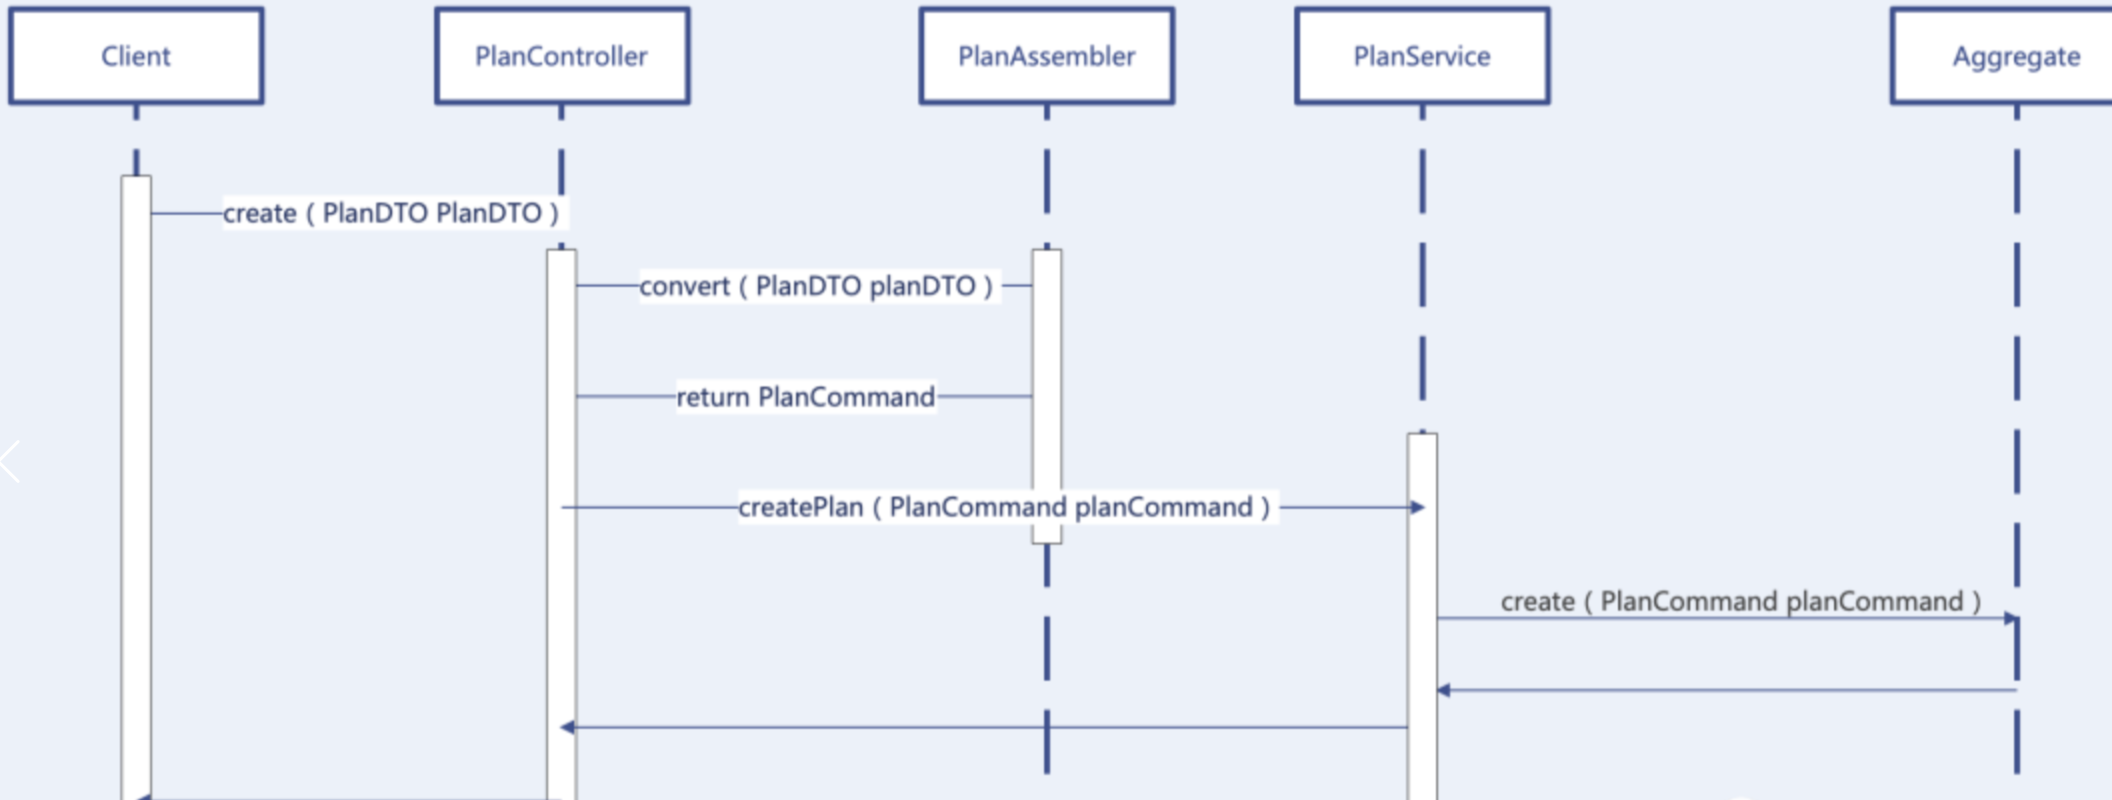 Client
PlanController
PlanAssembler
PlanService
Aggregate
create ( PlanDTO PlanDTO )
convert ( PlanDTO planDTO )
return PlanCommand
createPlan ( PlanCommand planCommand )
create ( PlanCommand planCommand )